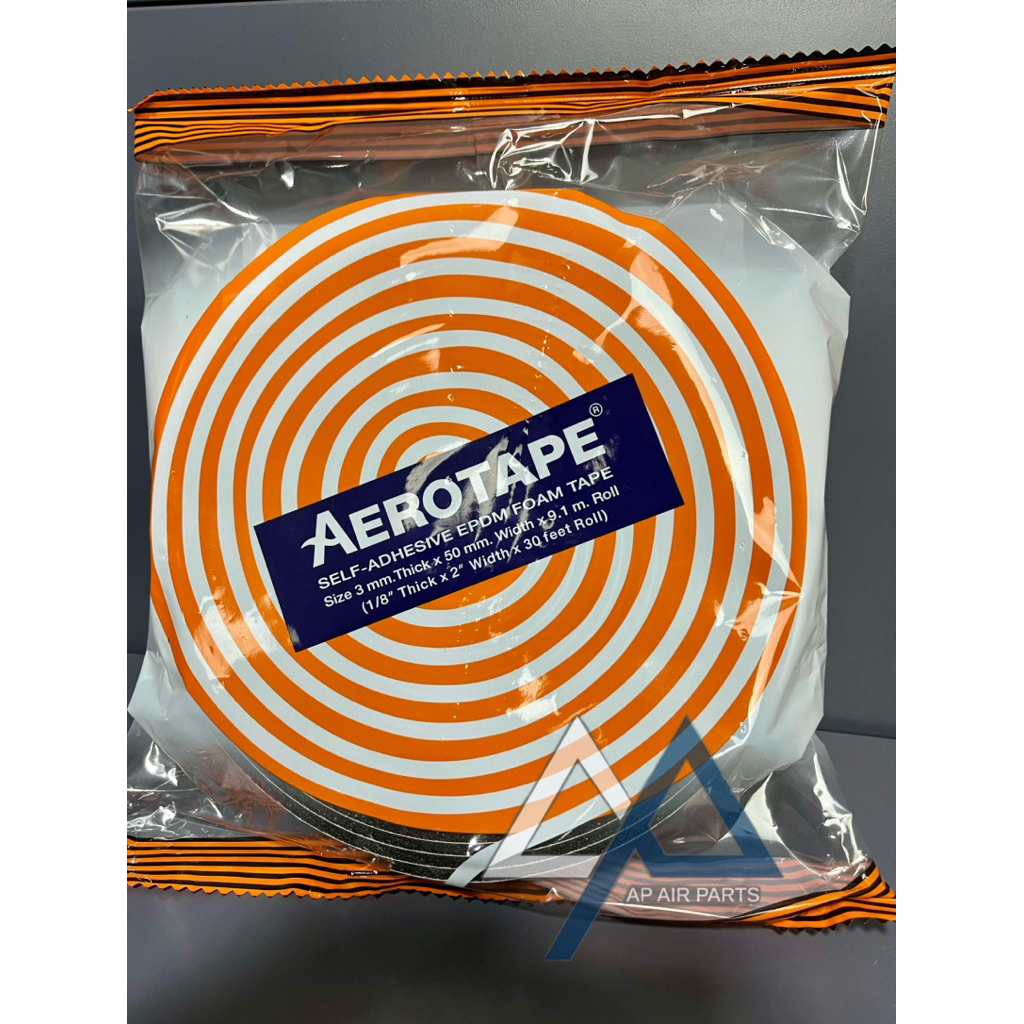 AEROTAPE®
SELF-ADHESIVE EPDM FOAM TAPE
Size 3 mm.Thick x 50 mm. Width x 9.1 m. Roll
(1/8" Thick x 2" Width x 30 feet Roll)
AP AIR PARTS